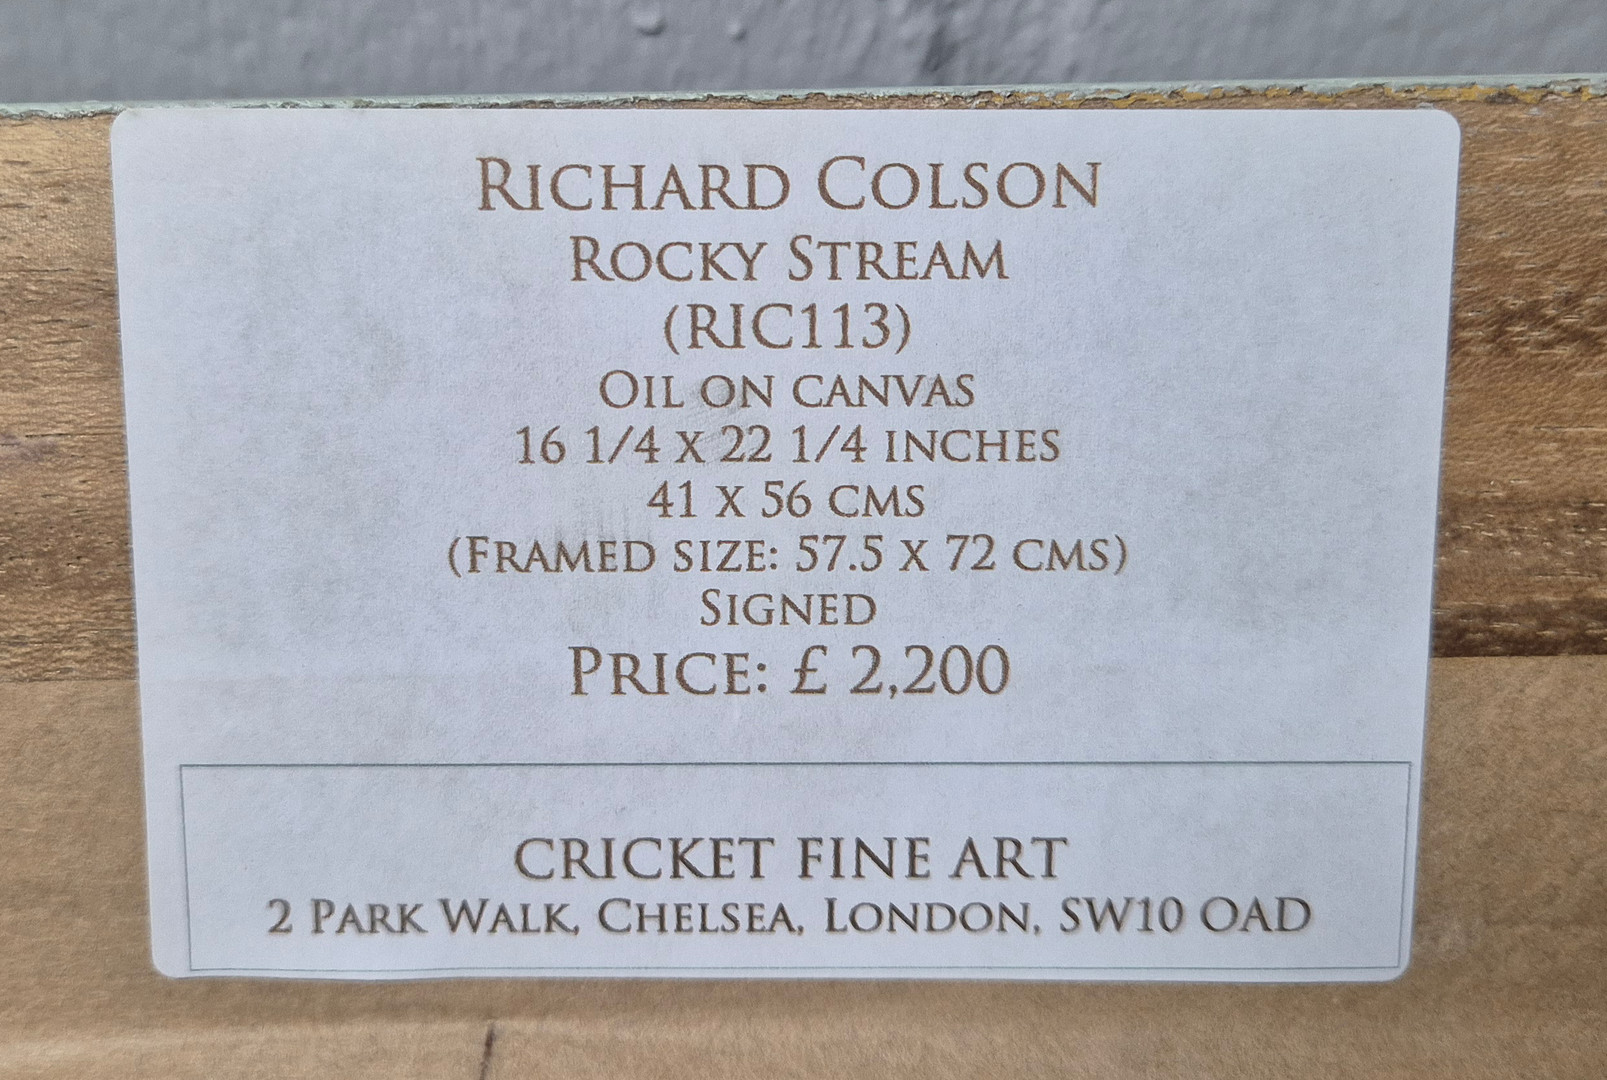 RICHARD COLSON
ROCKY STREAM
(RIC113)
OIL ON CANVAS
16 1/4 X 22 1/4 INCHES
41 X 56 CMS
(FRAMED SIZE: 57.5 X 72 CMS)
SIGNED
PRICE: £ 2,200
CRICKET FINE ART
2 PARK WALK, CHELSEA, LONDON, SW10 OAD